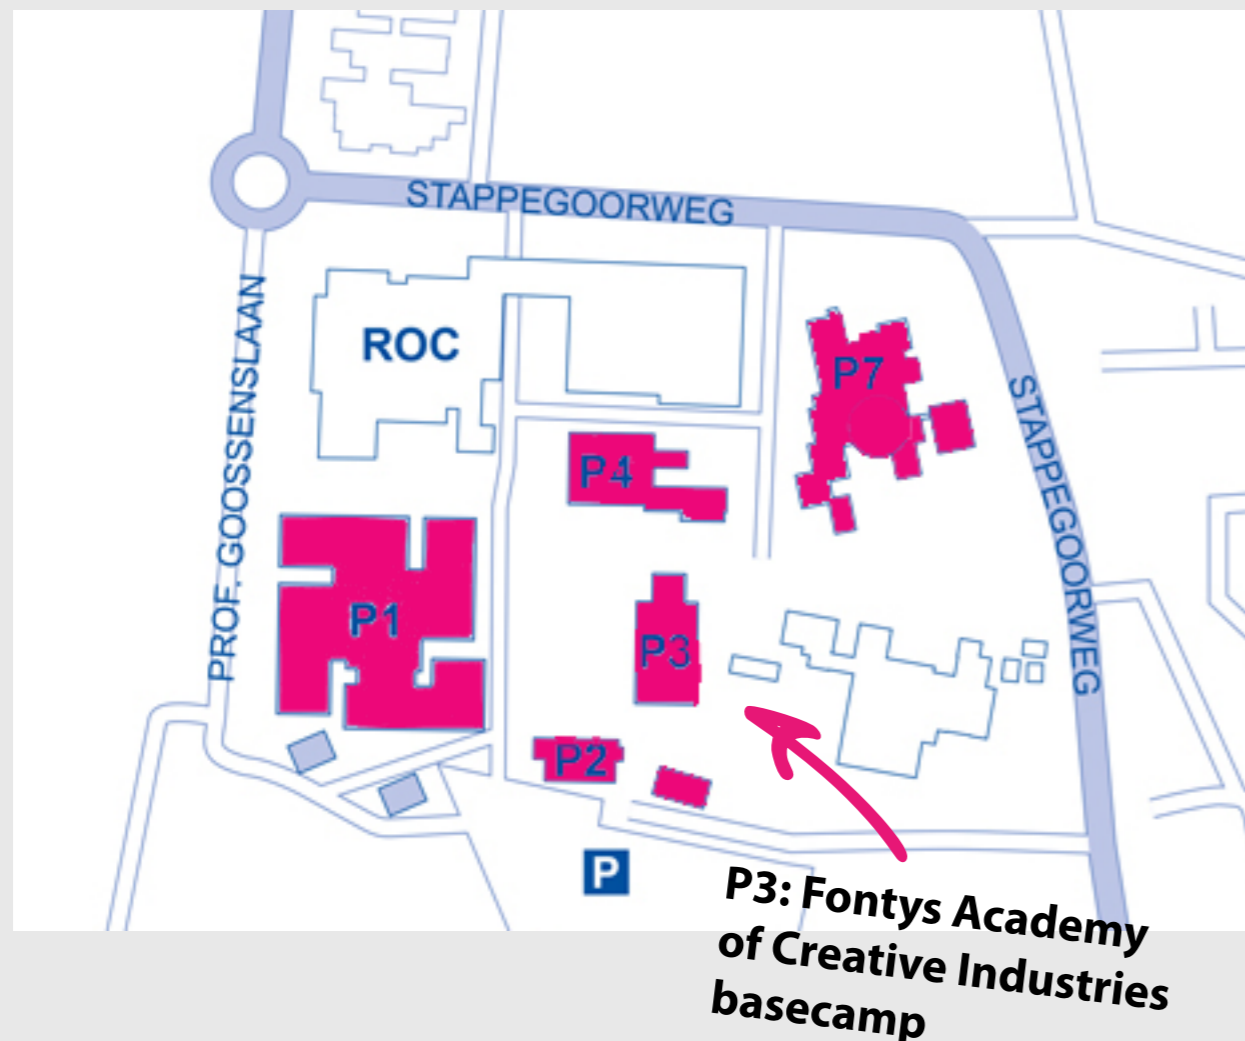 STAPPEGOORWEG
PROF. GOOSSENSLAAN
ROC
P7
STAPPEGOORWEG
P4
P1
P3
P2
P
P3: Fontys Academy
of Creative Industries
basecamp